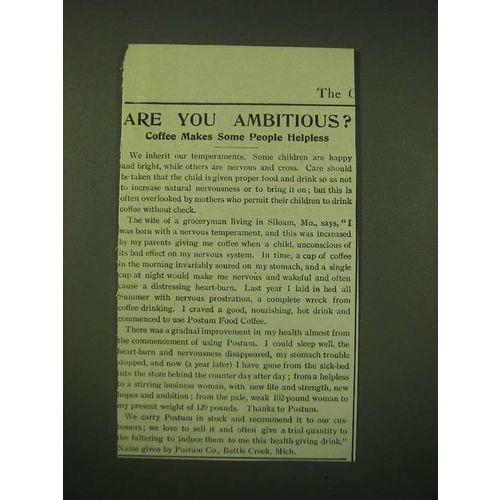 The
ARE YOU AMBITIOUS?
Coffee Makes Some People Helpless
We inherit our temperaments. Some children are happy
and bright, while others are nervous and cross. Care should
be taken that the child is given proper food and drink so as not
to increase natural nervousness or to bring it on; but this is
often overlooked by mothers who permit their children to drink
coffee without check.
The wife of a groceryman living in Siloam, Mo., says, "I
was born with a nervous temperament, and this was increased
by my parents giving me coffee when a child, unconscious of
its bad effect on my nervous system. In time, a cup of coffee
in the morning invariably soured on my stomach, and a single
cup at night would make me nervous and wakeful and often
cause a distressing heart-burn. Last year I laid in bed all
Summer with nervous prostration, a complete wreck from
coffee drinking. I craved a good, nourishing, hot drink and
commenced to use Postum Food Coffee.
There was a gradual improvement in my health almost from
the commencement of using Postum. I could sleep well, the
heart-burn and nervousness disappeared, my stomach trouble
stopped, and now (a year later) I have gone from the sick-bed
into the store behind the counter day after day; from a helpless
to a stirring business woman, with new life and strength, new
hopes and ambition; from the pale, weak 102-pound woman to
my present weight of 120 pounds. Thanks to Postum.
We carry Postum in stock and recommend it to our cus-
tomers; we love to sell it and often give a trial quantity to
the faltering to induce them to use this health-giving drink."
Name given by Postum Co., Battle Creek, Mich.